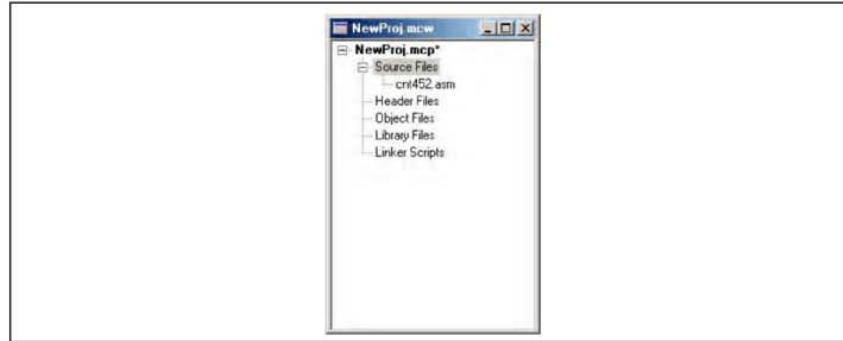 NewProj.mcw
NewProj.mcp*
Source Files
cnt452.asm
Header Files
Object Files
Library Files
Linker Scripts